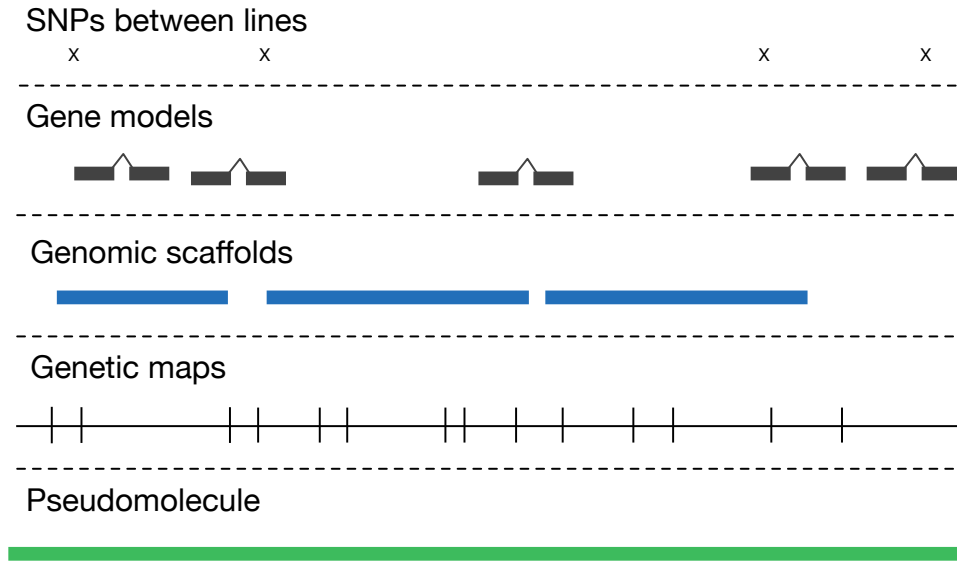 SNPs between lines
x x x x
Gene models
Genomic scaffolds
Genetic maps
Pseudomolecule